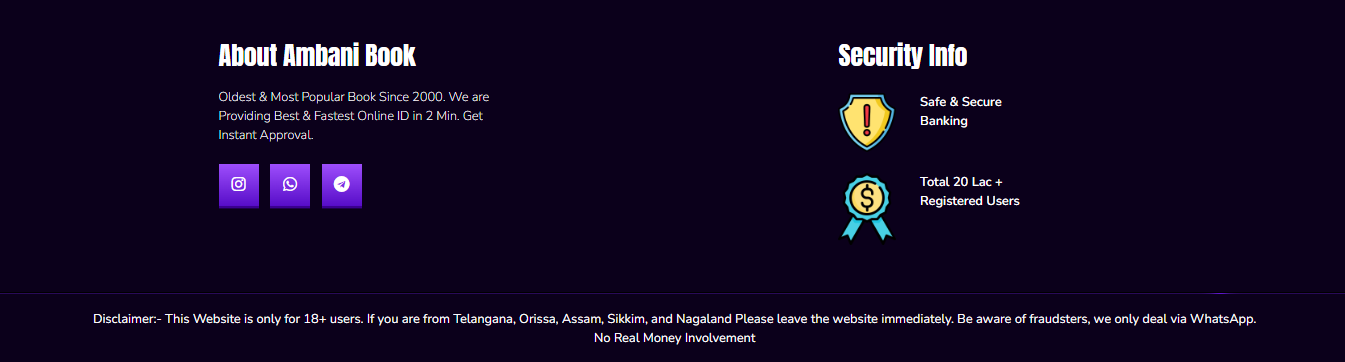 About Ambani Book
Oldest & Most Popular Book Since 2000. We are
Providing Best & Fastest Online ID in 2 Min. Get
Instant Approval.
Security Info
Safe & Secure
Banking
Total 20 Lac +
Registered Users
Disclaimer:- This Website is only for 18+ users. If you are from Telangana, Orissa, Assam, Sikkim, and Nagaland Please leave the website immediately. Be aware of fraudsters, we only deal via WhatsApp.
No Real Money Involvement